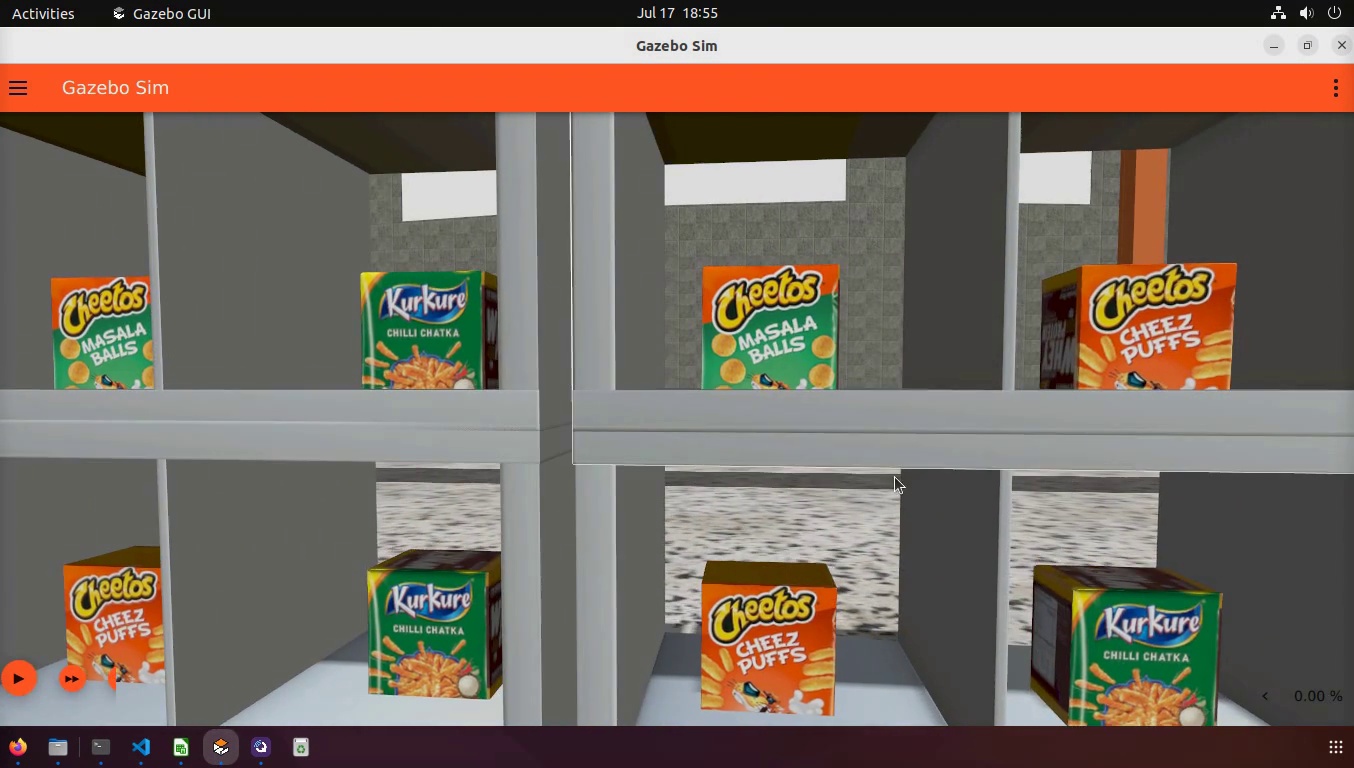 Activities
Gazebo GUI
Jul 17 18:55
Gazebo Sim
Gazebo Sim
Cheetos
MASALA
BALLS
Kurkure
CHILLI CHATKA
Cheetos
MASALA
BALLS
Cheetos
CHEEZ
PUFFS
Cheetos
CHEEZ
PUFFS
Kurkure
CHILLI CHATKA
Cheetos
CHEEZ
PUFFS
Kurkure
CHILLI CHATKA
0.00 %